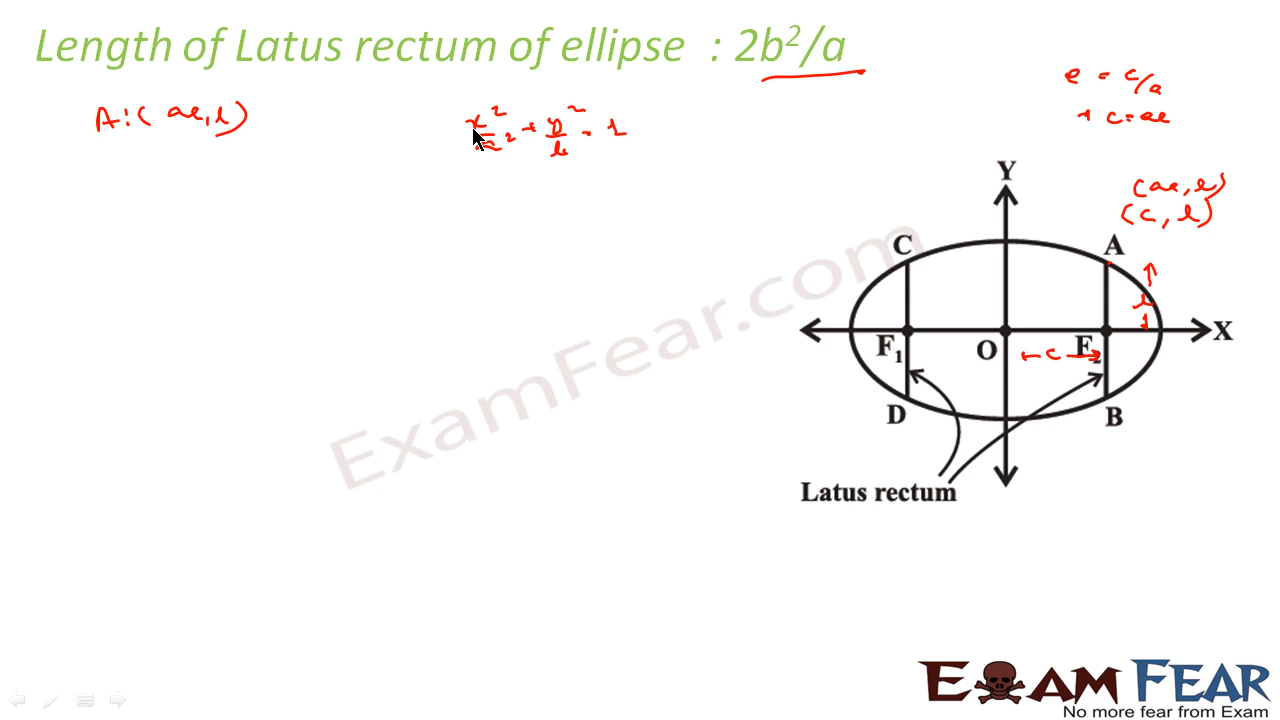 Length of Latus rectum of ellipse : 2b²/a
e = c/a
A:( ae, l)
x²/a² + y²/b = 1
+ c = ae
(ae, l)
(c, l)
Y
C
A
l
X
F₁
O
F₂
c
D
B
Latus rectum
ExamFear.com
EXAM FEAR
No more fear from Exam